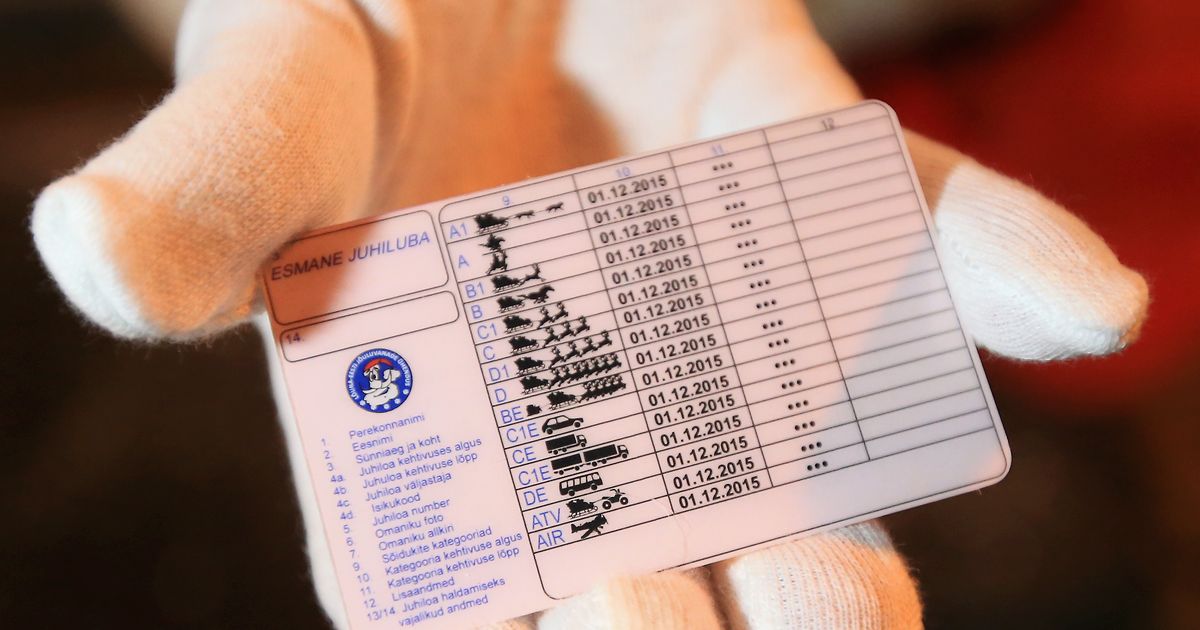 ESMANE JUHILUBA
14.
1. Perekonnanimi
2. Eesnimi
3. Sünniaeg ja koht
4a. Juhiloa kehtivuses algus
4b Juhuloa kehtivuse lõpp
4c Juhiloa väljastaja
4d. Isikukood
5. Juhiloa number
6. Omaniku foto
7. Omaniku allkiri
9. Sõidukite kategooriad
10. Kategooria kehtivuse algus
11. Kategooria kehtivuse lõpp
12 Lisaandmed
13/14 Juhiloa haldamiseks
vajalikud andmed
9 10 11 12
A1 01.12.2015 •••
A 01.12.2015 •••
B1 01.12.2015 •••
B 01.12.2015 •••
C1 01.12.2015 •••
C 01.12.2015 •••
D1 01.12.2015 •••
D 01.12.2015 •••
BE 01.12.2015 •••
C1E 01.12.2015 •••
CE 01.12.2015 •••
C1E 01.12.2015 •••
DE 01.12.2015 •••
ATV 01.12.2015 •••
AIR 01.12.2015 •••